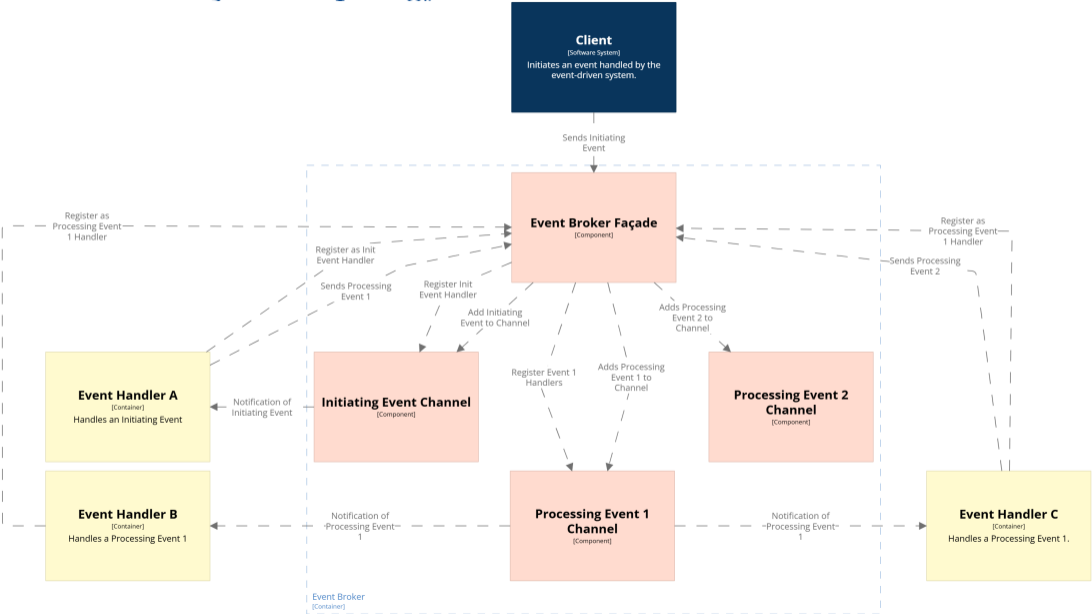 Client
[Software System]
Initiates an event handled by the
event-driven system.
Sends Initiating
Event
Event Broker Façade
[Component]
Register as
Processing Event
1 Handler
Register as Init
Event Handler
Sends Processing
Event 1
Register Init
Event Handler
Add Initiating
Event to Channel
Adds Processing
Event 2 to
Channel
Register as
Processing Event
1 Handler
Sends Processing
Event 2
Register Event 1
Handlers
Adds Processing
Event 1 to
Channel
Event Handler A
[Container]
Handles an Initiating Event
Notification of
Initiating Event
Initiating Event Channel
[Component]
Processing Event 2
Channel
[Component]
Event Handler B
[Container]
Handles a Processing Event 1
Notification of
Processing Event
1
Processing Event 1
Channel
[Component]
Notification of
Processing Event
1
Event Handler C
[Container]
Handles a Processing Event 1.
Event Broker
[Container]